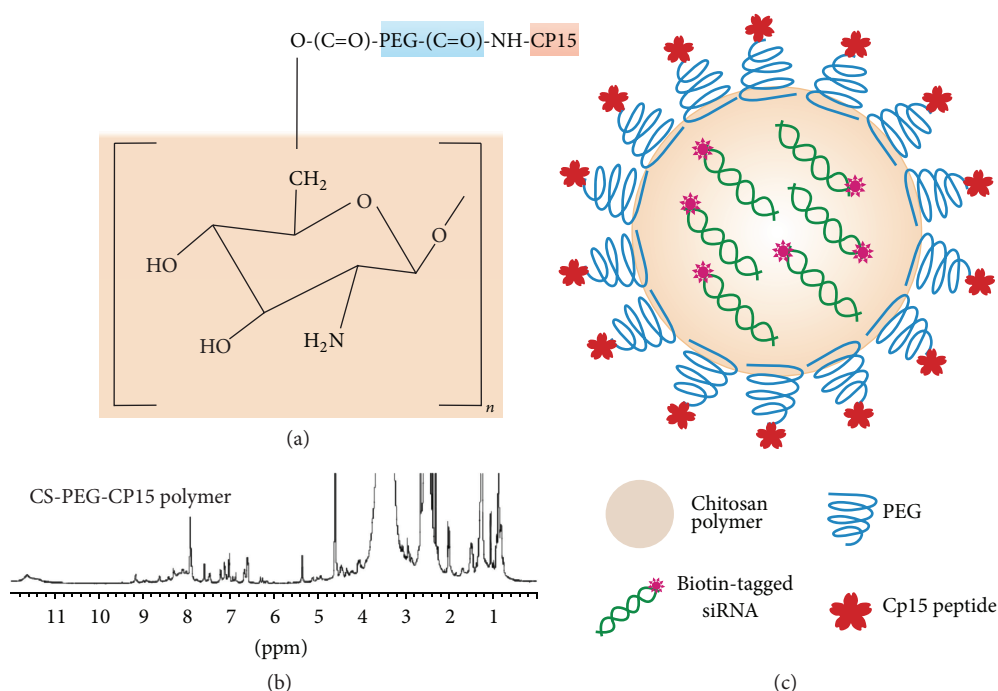 O-(C=O)-PEG-(C=O)-NH-CP15
CH₂
O
O
HO
HO
H₂N
n
(a)
CS-PEG-CP15 polymer
11 10 9 8 7 6 5 4 3 2 1
(ppm)
(b)
Chitosan
polymer
PEG
Biotin-tagged
siRNA
Cp15 peptide
(c)